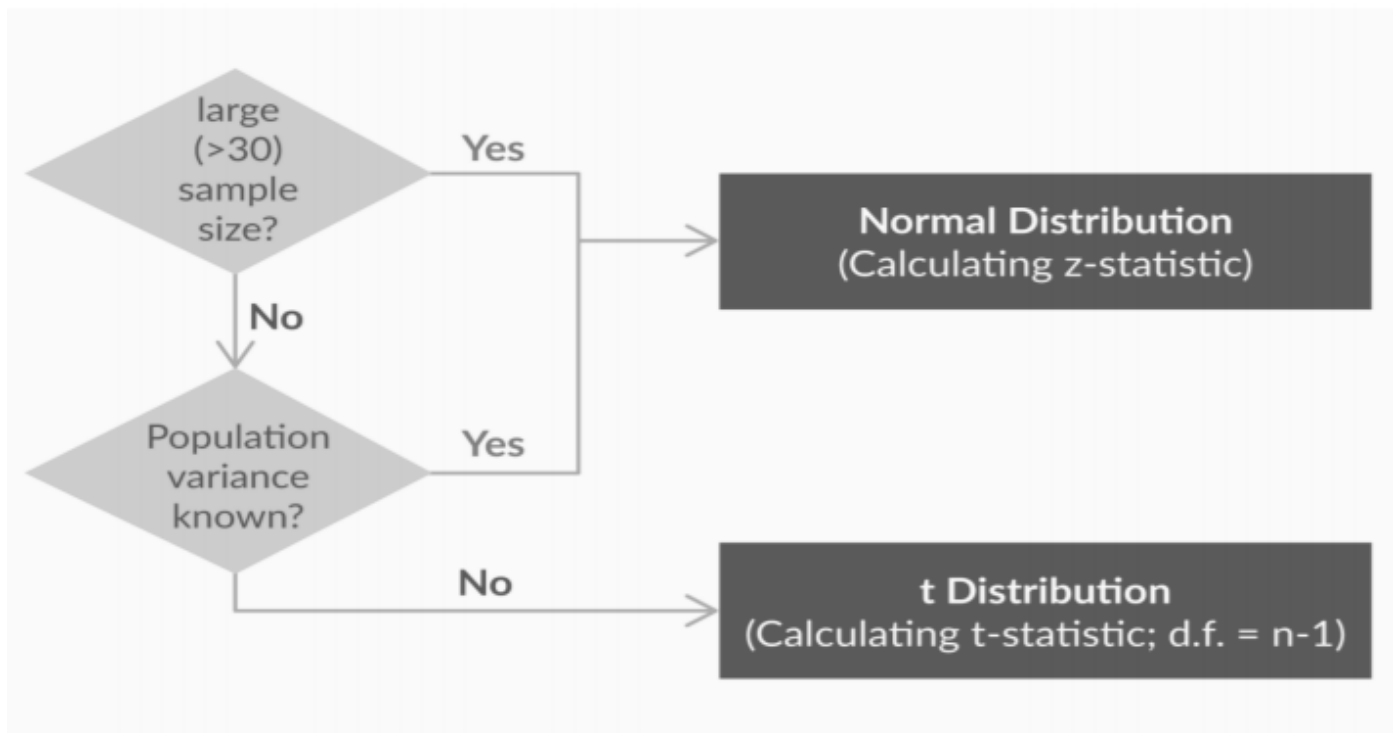 large
(>30)
sample
size?
Yes
Normal Distribution
(Calculating z-statistic)
No
Population
variance
known?
Yes
No
t Distribution
(Calculating t-statistic; d.f. = n-1)